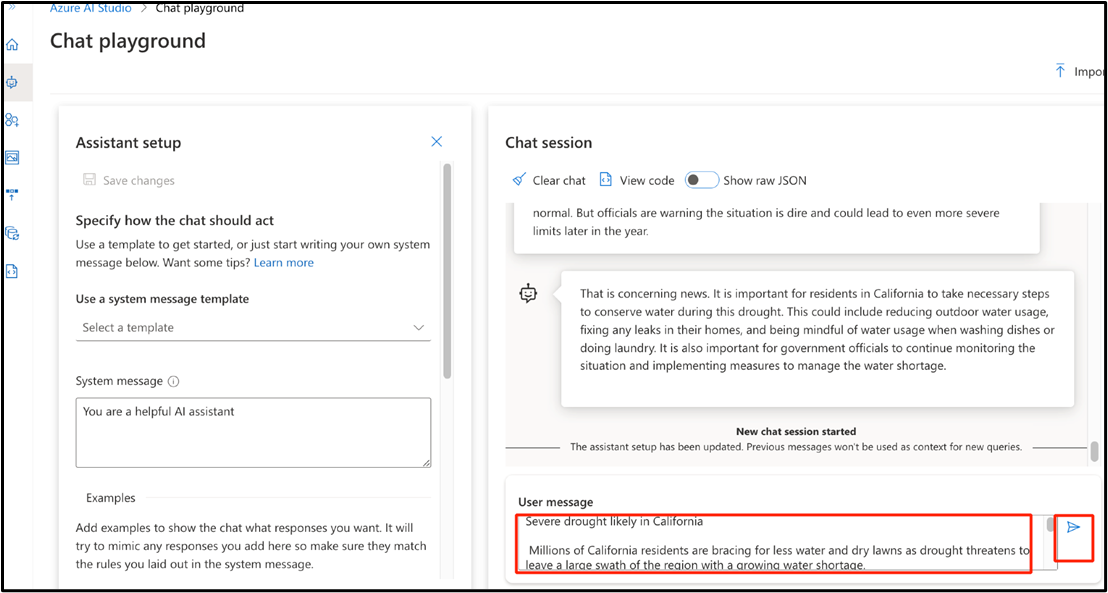 Azure AI Studio > Chat playground
Chat playground
Assistant setup
Save changes
Specify how the chat should act
Use a template to get started, or just start writing your own system
message below. Want some tips? Learn more
Use a system message template
Select a template
System message
You are a helpful AI assistant
Examples
Add examples to show the chat what responses you want. It will
try to mimic any responses you add here so make sure they match
the rules you laid out in the system message.
Impor
Chat session
Clear chat View code Show raw JSON
normal. But officials are warning the situation is dire and could lead to even more severe
limits later in the year.
That is concerning news. It is important for residents in California to take necessary steps
to conserve water during this drought. This could include reducing outdoor water usage,
fixing any leaks in their homes, and being mindful of water usage when washing dishes or
doing laundry. It is also important for government officials to continue monitoring the
situation and implementing measures to manage the water shortage.
New chat session started
The assistant setup has been updated. Previous messages won't be used as context for new queries.
User message
Severe drought likely in California
Millions of California residents are bracing for less water and dry lawns as drought threatens to
leave a large swath of the region with a growing water shortage.